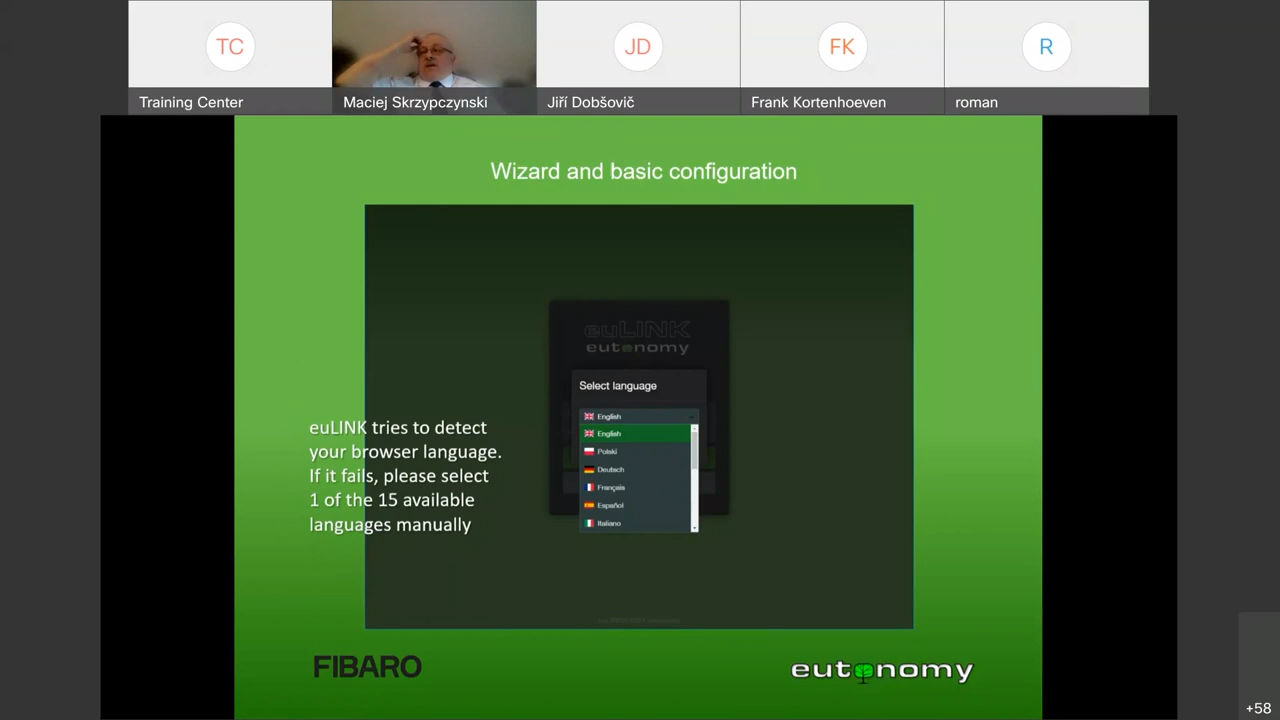 TC
JD
FK
R
Training Center
Maciej Skrzypczynski
Jiří Dobšovič
Frank Kortenhoeven
roman
Wizard and basic configuration
euLINK
eutonomy
Select language
English
English
Polski
Deutsch
Français
Español
Italiano
euLINK tries to detect
your browser language.
If it fails, please select
1 of the 15 available
languages manually
FIBARO
eutonomy
+58